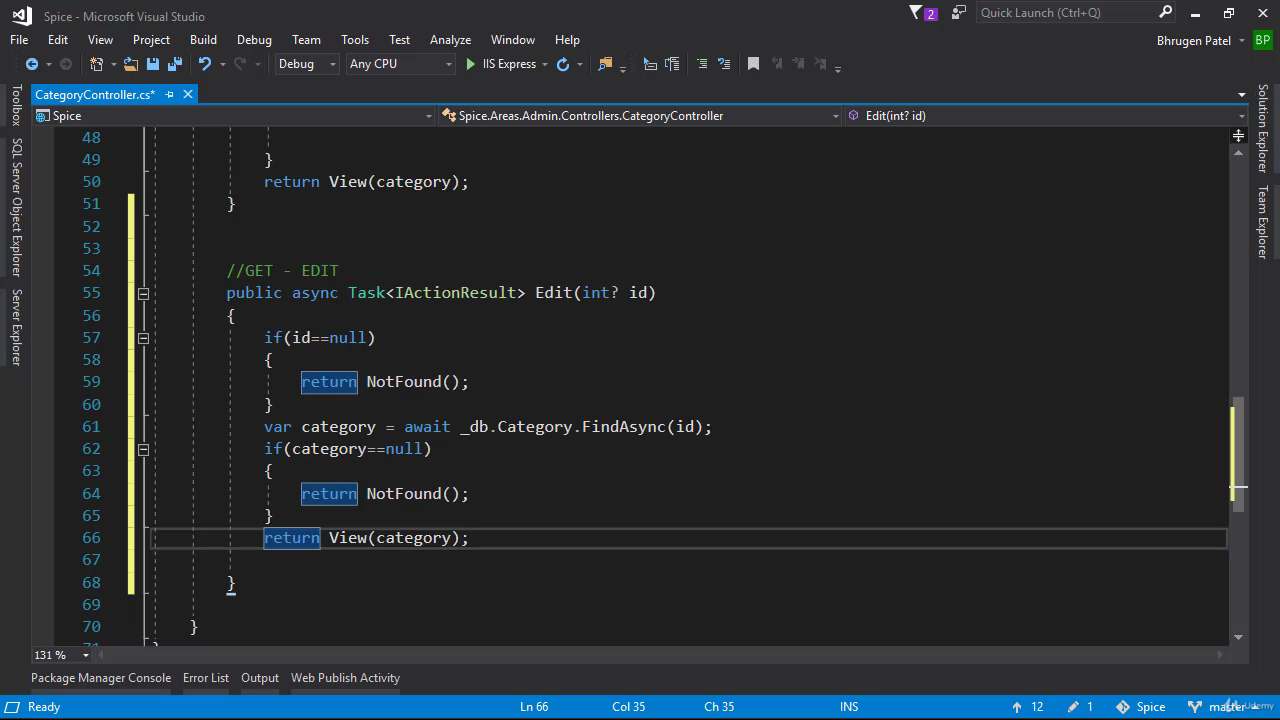 Spice - Microsoft Visual Studio
2
Quick Launch (Ctrl+Q)
File Edit View Project Build Debug Team Tools Test Analyze Window Help
Bhrugen Patel BP
Debug Any CPU IIS Express
CategoryController.cs*
Spice Spice.Areas.Admin.Controllers.CategoryController Edit(int? id)
Toolbox
SQL Server Object Explorer
Server Explorer
Solution Explorer
Team Explorer
48
49 }
50 return View(category);
51 }
52
53
54 //GET - EDIT
55 public async Task<IActionResult> Edit(int? id)
56 {
57 if(id==null)
58 {
59 return NotFound();
60 }
61 var category = await _db.Category.FindAsync(id);
62 if(category==null)
63 {
64 return NotFound();
65 }
66 return View(category);
67
68 }
69
70 }
71 }
131 %
Package Manager Console Error List Output Web Publish Activity
Ready Ln 66 Col 35 Ch 35 INS 12 1 Spice master
Udemy